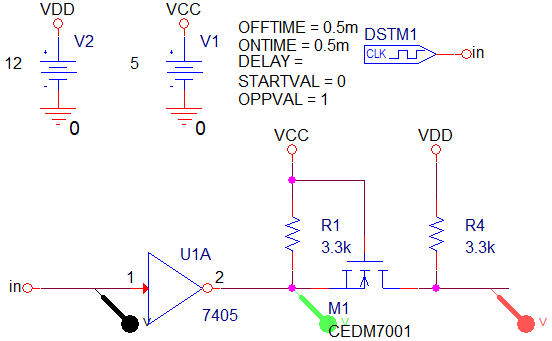 VDD
VCC
V2
V1
12
5
0
0
OFFTIME = 0.5m
ONTIME = 0.5m
DELAY =
STARTVAL = 0
OPPVAL = 1
DSTM1
CLK
in
VCC
VDD
R1
3.3k
R4
3.3k
U1A
in
1
2
7405
M1
CEDM7001
V
V
V